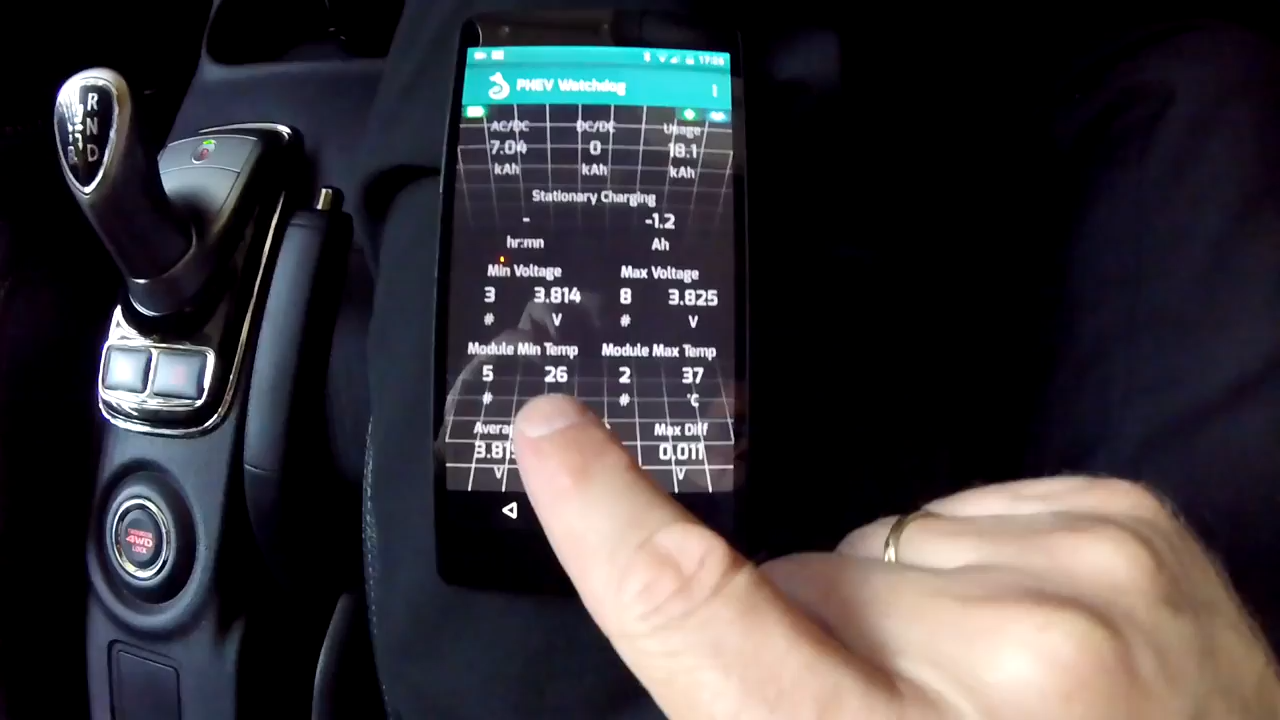 R
N
D
17:26
PHEV Watchdog
AC/DC DC/DC Usage
7.04 0 18.1
kAh kAh kAh
Stationary Charging
- -1.2
hr:mn Ah
Min Voltage Max Voltage
3 3.814 8 3.825
# V # V
Module Min Temp Module Max Temp
5 26 2 37
# # °C
Max Diff
0.011
V V
4WD
LOCK